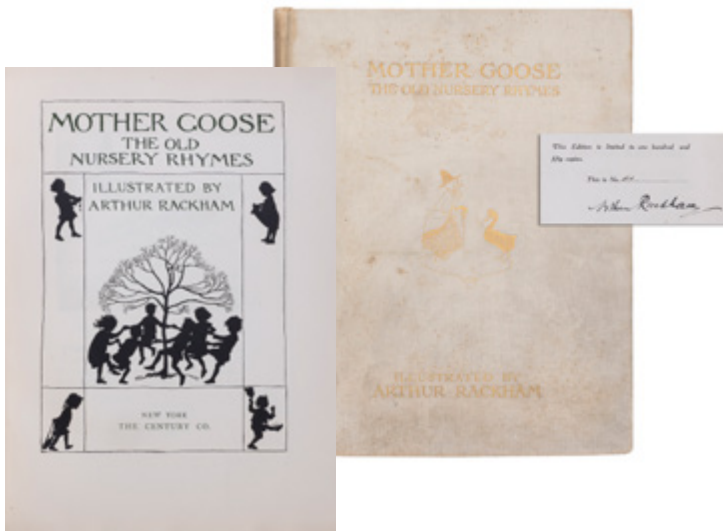 MOTHER GOOSE
THE OLD
NURSERY RHYMES
ILLUSTRATED BY
ARTHUR RACKHAM
NEW YORK
THE CENTURY CO.
MOTHER GOOSE
THE OLD NURSERY RHYMES
ILLUSTRATED BY
ARTHUR RACKHAM
This Edition is limited to one hundred and
fifty copies.
This is No.
Arthur Rackham